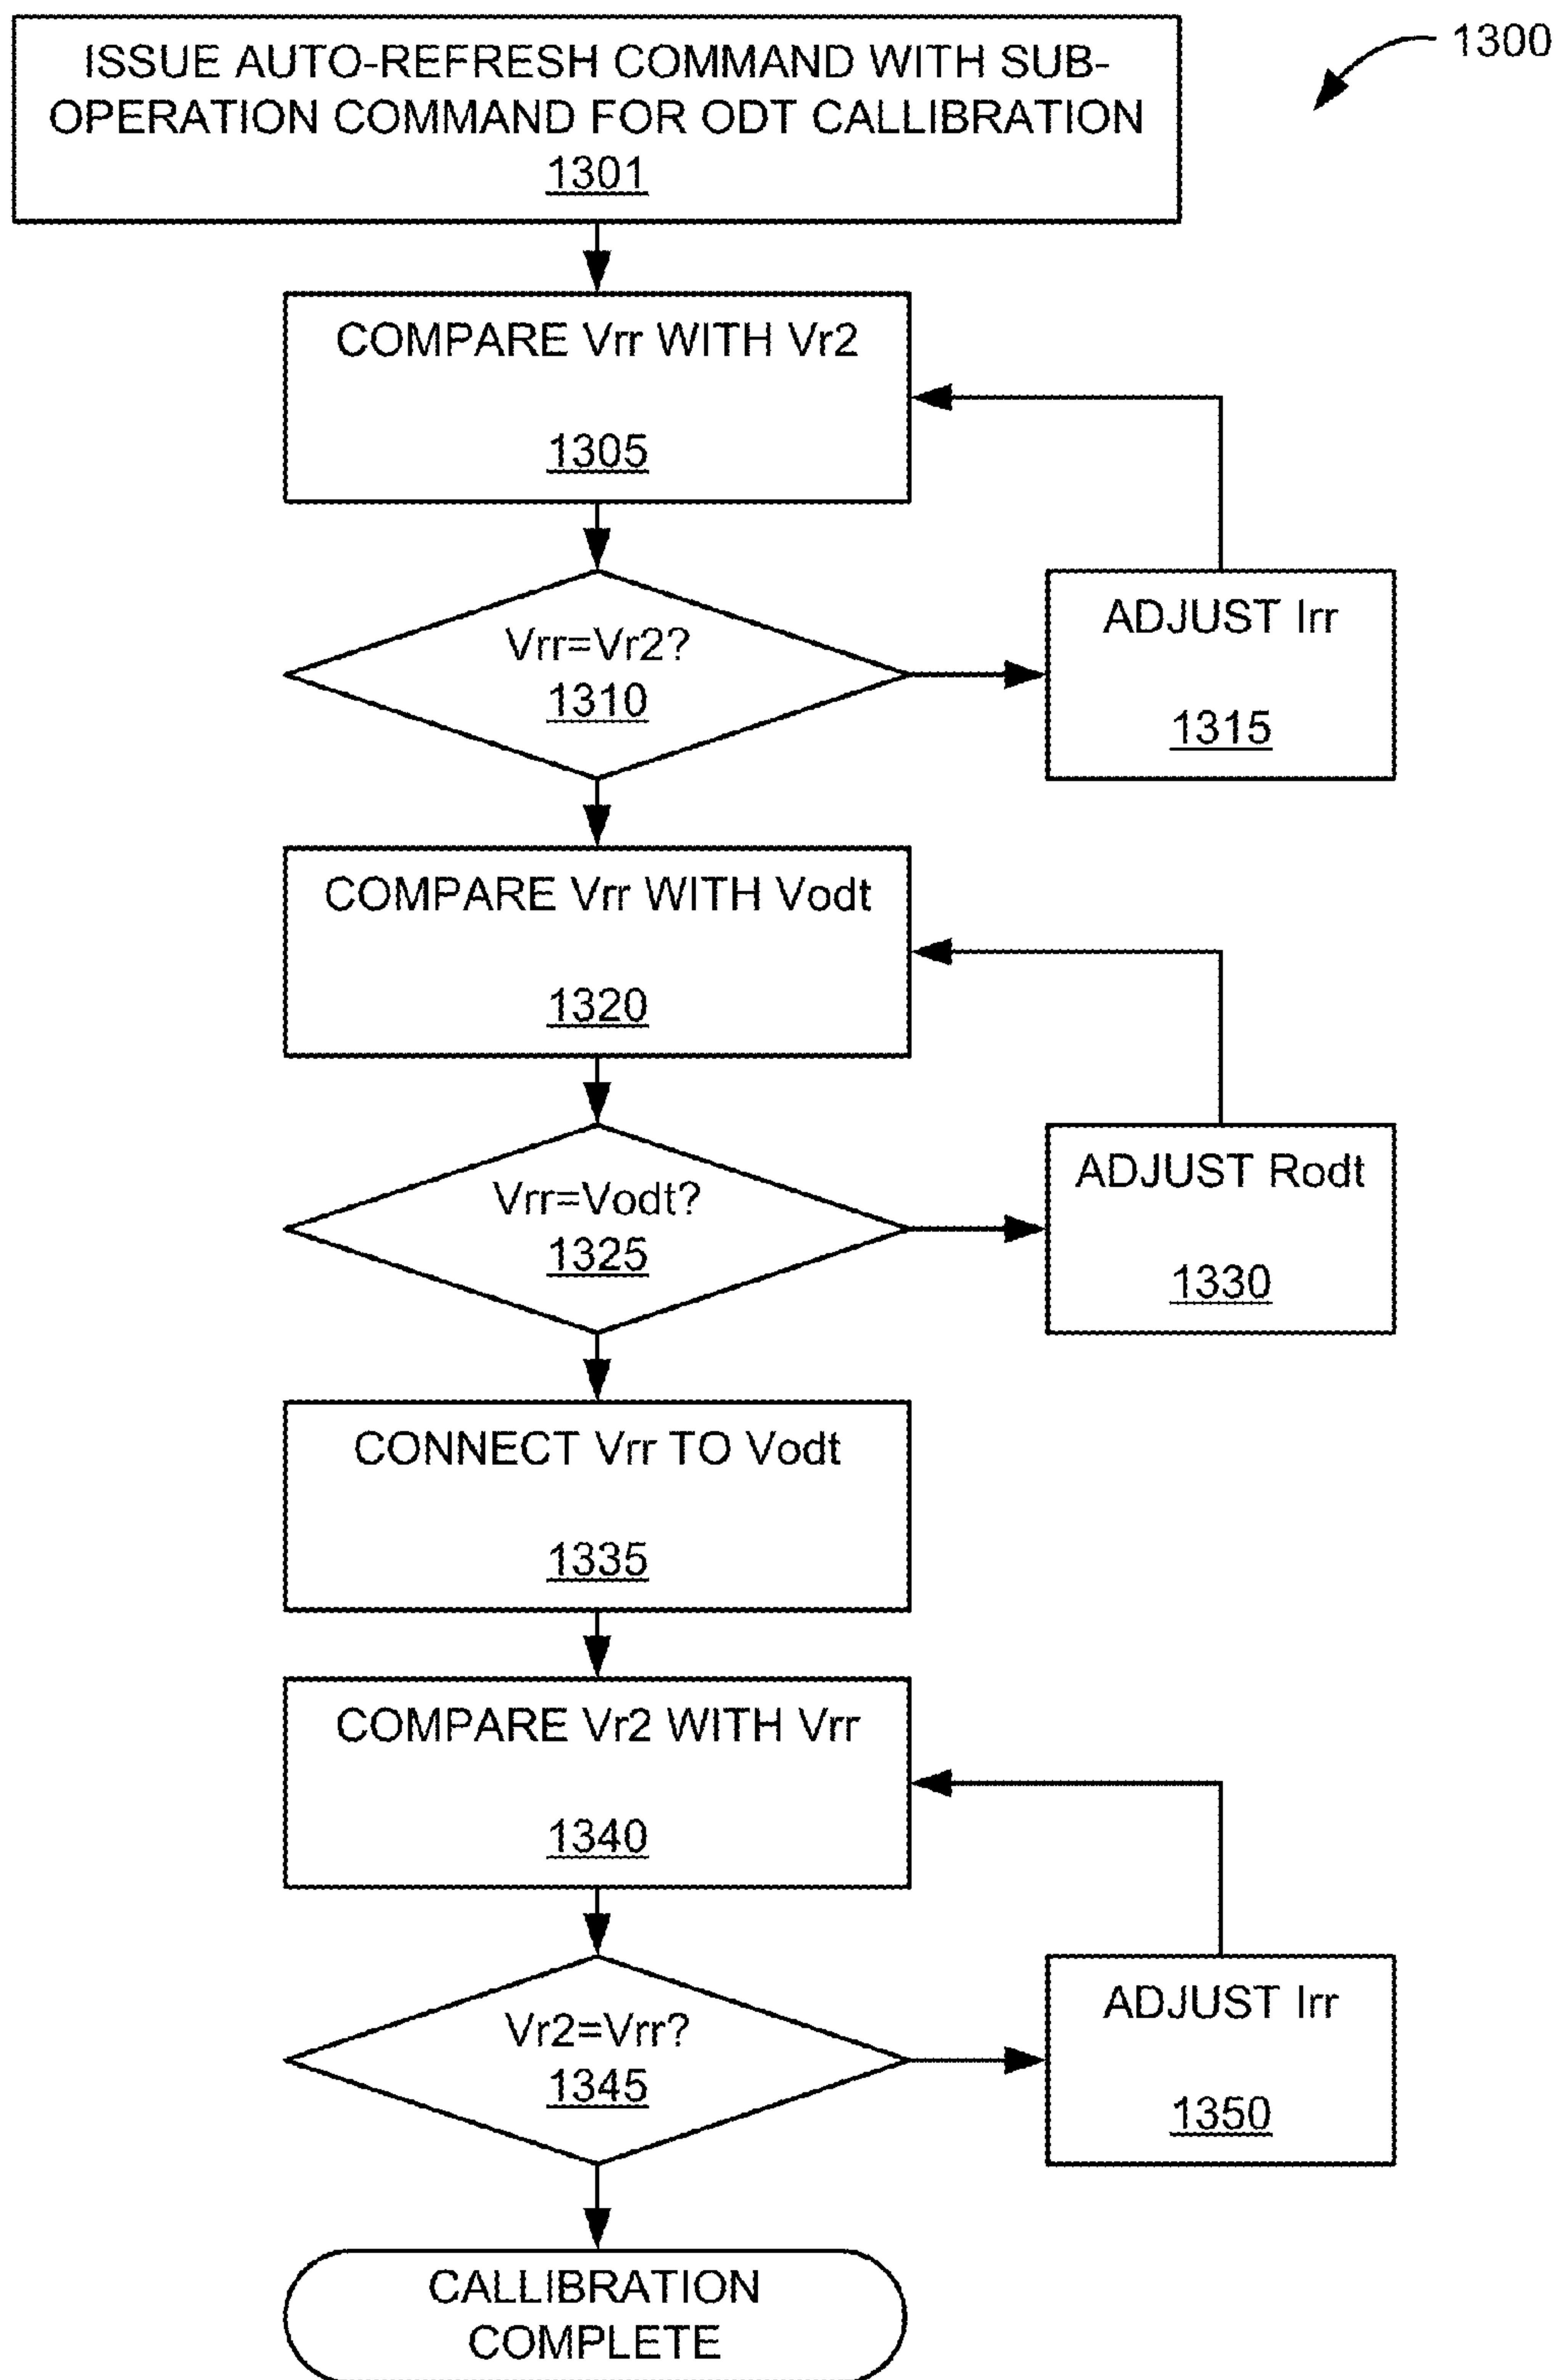 1300
ISSUE AUTO-REFRESH COMMAND WITH SUB-
OPERATION COMMAND FOR ODT CALLIBRATION
1301
COMPARE Vrr WITH Vr2
1305
Vrr=Vr2?
1310
ADJUST Irr
1315
COMPARE Vrr WITH Vodt
1320
Vrr=Vodt?
1325
ADJUST Rodt
1330
CONNECT Vrr TO Vodt
1335
COMPARE Vr2 WITH Vrr
1340
Vr2=Vrr?
1345
ADJUST Irr
1350
CALLIBRATION
COMPLETE